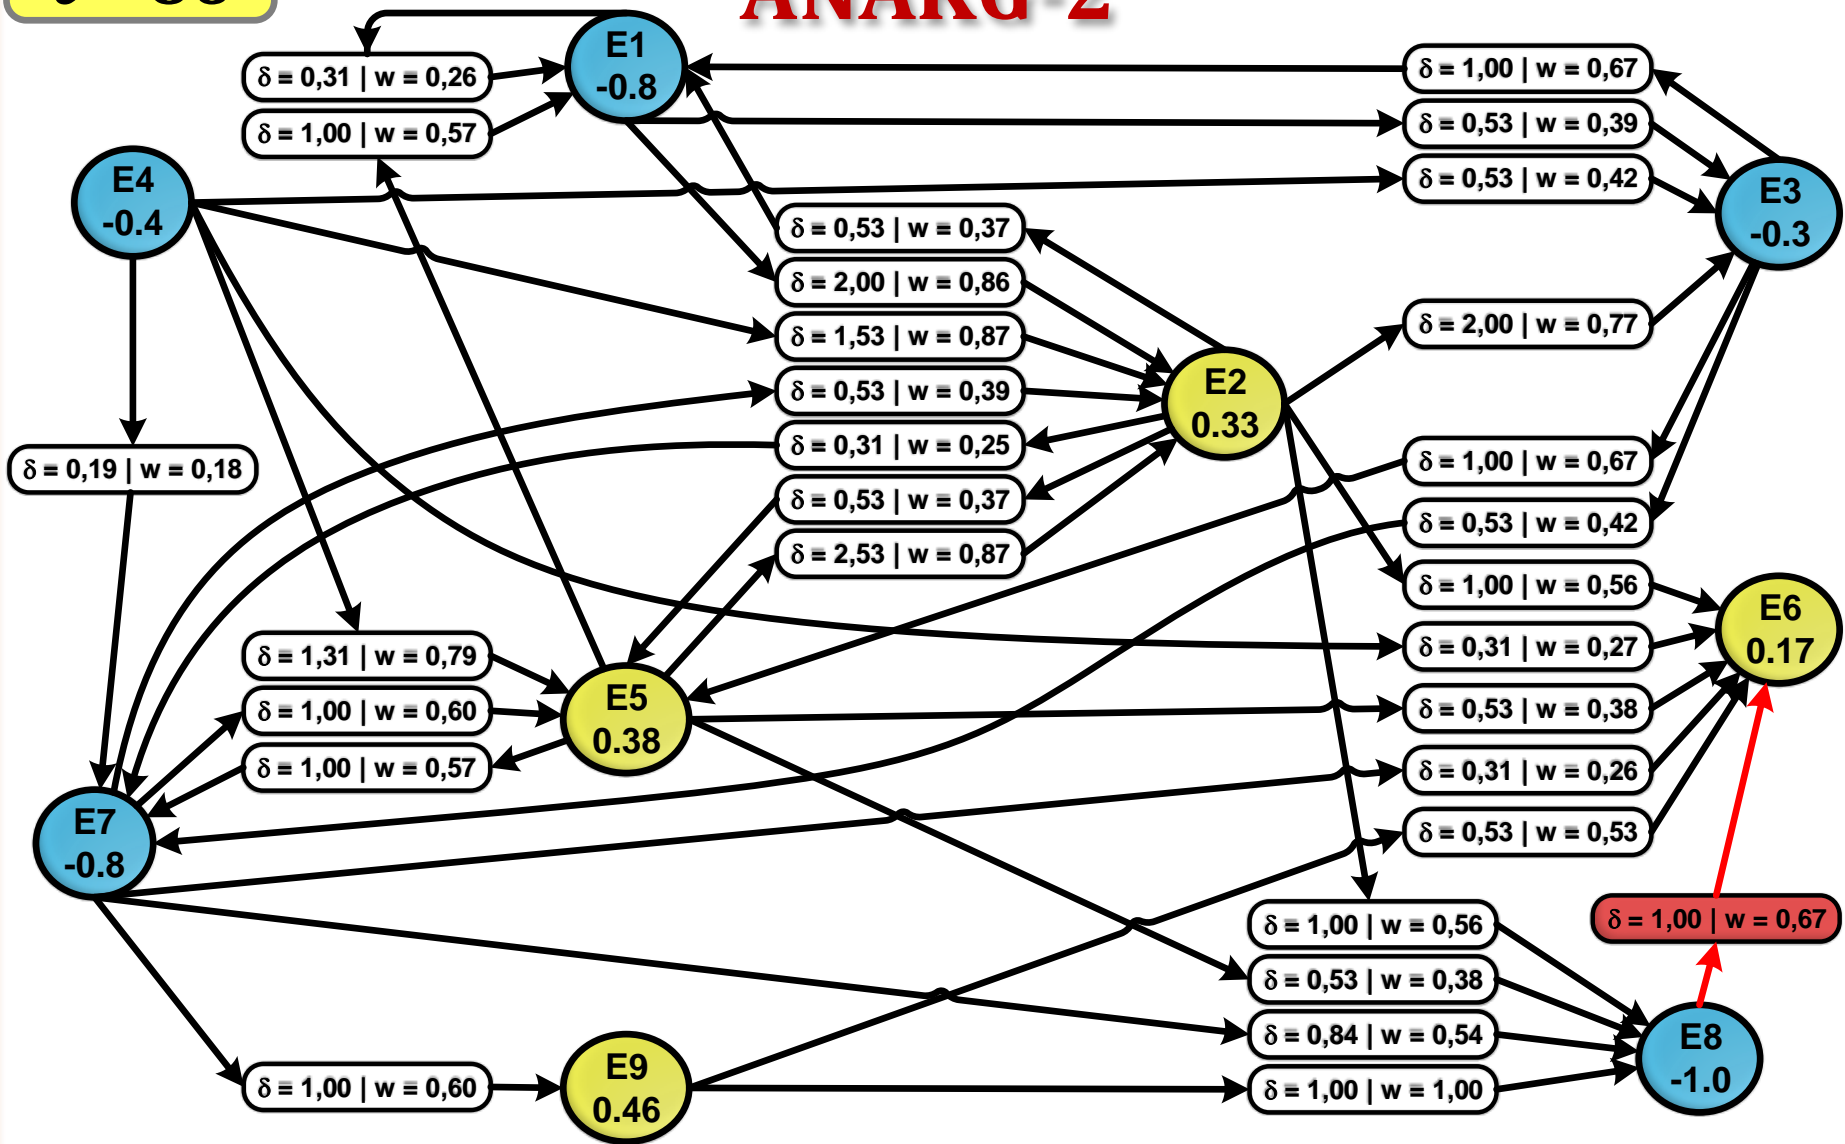 ANAKG-2
E1
-0.8
δ = 0,31 | w = 0,26
δ = 1,00 | w = 0,57
δ = 1,00 | w = 0,67
δ = 0,53 | w = 0,39
δ = 0,53 | w = 0,42
E4
-0.4
E3
-0.3
δ = 0,53 | w = 0,37
δ = 2,00 | w = 0,86
δ = 1,53 | w = 0,87
δ = 0,53 | w = 0,39
δ = 0,31 | w = 0,25
δ = 0,53 | w = 0,37
δ = 2,53 | w = 0,87
δ = 2,00 | w = 0,77
E2
0.33
δ = 0,19 | w = 0,18
δ = 1,00 | w = 0,67
δ = 0,53 | w = 0,42
δ = 1,00 | w = 0,56
δ = 0,31 | w = 0,27
δ = 0,53 | w = 0,38
δ = 0,31 | w = 0,26
δ = 0,53 | w = 0,53
E6
0.17
δ = 1,31 | w = 0,79
δ = 1,00 | w = 0,60
δ = 1,00 | w = 0,57
E5
0.38
E7
-0.8
δ = 1,00 | w = 0,67
δ = 1,00 | w = 0,56
δ = 0,53 | w = 0,38
δ = 0,84 | w = 0,54
δ = 1,00 | w = 1,00
E8
-1.0
δ = 1,00 | w = 0,60
E9
0.46